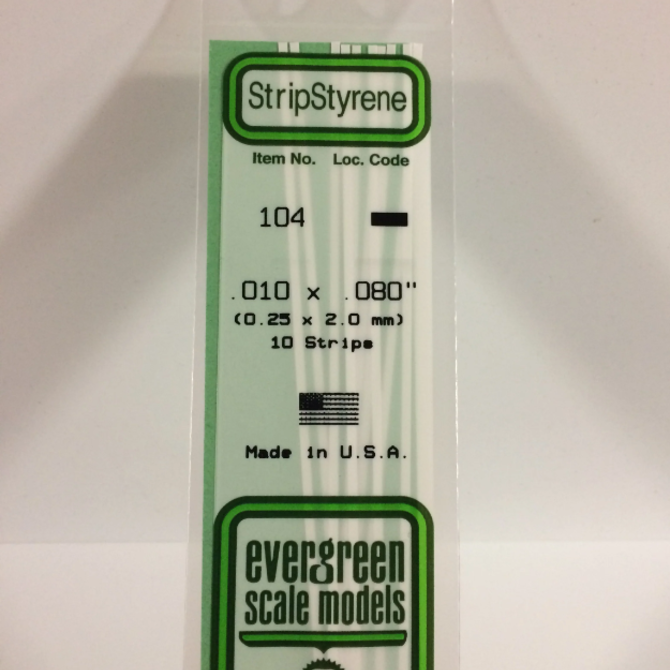 StripStyrene
Item No. Loc. Code
104
.010 x .080"
(0.25 x 2.0 mm)
10 Strips
Made in U.S.A.
evergreen
scale models